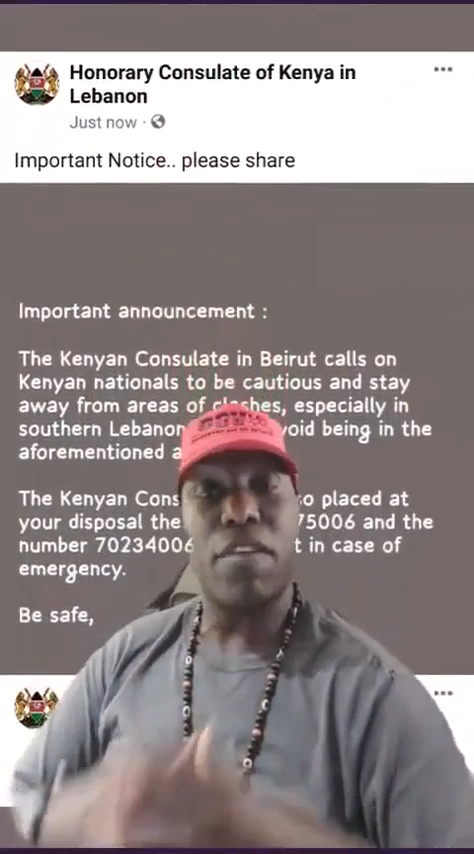 Honorary Consulate of Kenya in
Lebanon
Just now
Important Notice.. please share
Important announcement :
The Kenyan Consulate in Beirut calls on
Kenyan nationals to be cautious and stay
away from areas of clashes, especially in
southern Lebanon void being in the
aforementioned a
The Kenyan Cons o placed at
your disposal the 75006 and the
number 70234006 t in case of
emergency.
Be safe,